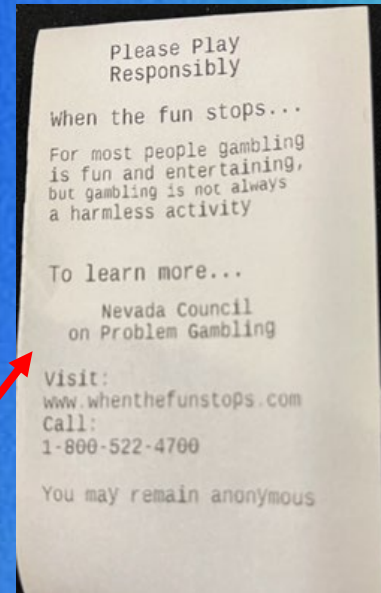 Please Play
Responsibly
When the fun stops...
For most people gambling
is fun and entertaining,
but gambling is not always
a harmless activity
To learn more...
Nevada Council
on Problem Gambling
Visit:
www.whenthefunstops.com
Call:
1-800-522-4700
You may remain anonymous